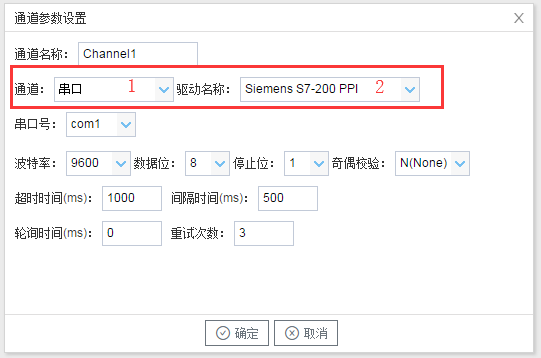 通道参数设置
通道名称： Channel1
通道： 串口 1 驱动名称： Siemens S7-200 PPI 2
串口号： com1
波特率： 9600 数据位： 8 停止位： 1 奇偶校验： N(None)
超时时间(ms)： 1000 间隔时间(ms)： 500
轮询时间(ms)： 0 重试次数： 3
确定 取消